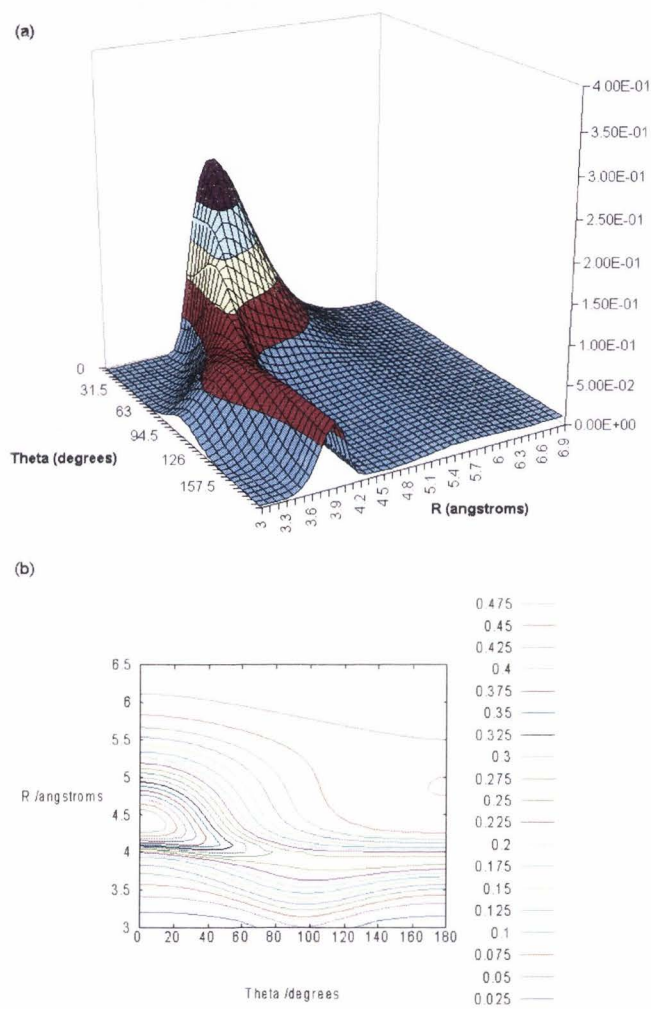 (a)
4.00E-01
3.50E-01
3.00E-01
2.50E-01
2.00E-01
1.50E-01
1.00E-01
5.00E-02
0.00E+00
0
31.5
63
94.5
126
157.5
Theta (degrees)
3
3.3
3.6
3.9
4.2
4.5
4.8
5.1
5.4
5.7
6
6.3
6.6
6.9
R (angstroms)
(b)
0.475
0.45
0.425
0.4
0.375
0.35
0.325
0.3
0.275
0.25
0.225
0.2
0.175
0.15
0.125
0.1
0.075
0.05
0.025
6.5
6
5.5
5
4.5
4
3.5
3
R /angstroms
0 20 40 60 80 100 120 140 160 180
Theta /degrees